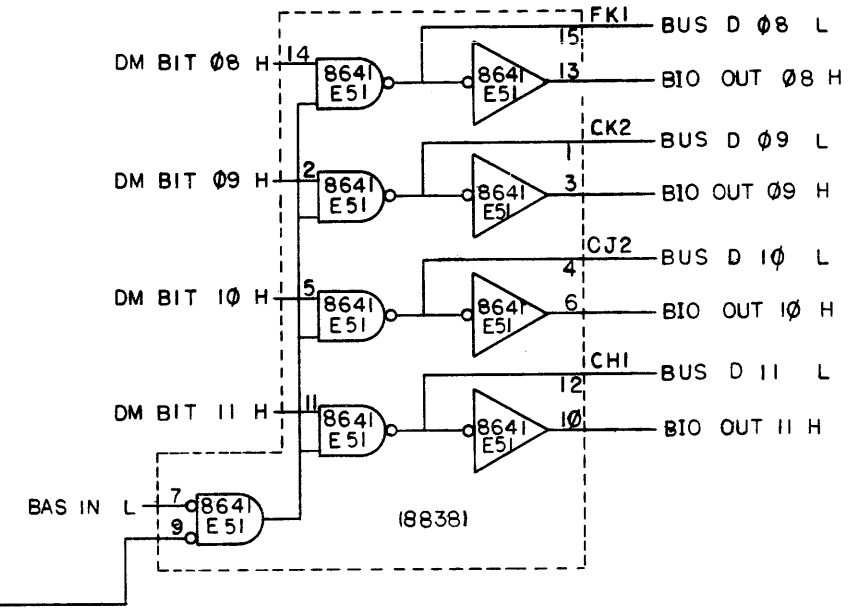 FK1 BUS D Ø8 L
15
DM BIT Ø8 H 14 8641 E51 8641 E51 13 BIO OUT Ø8 H
CK2 BUS D Ø9 L
1
DM BIT Ø9 H 2 8641 E51 8641 E51 3 BIO OUT Ø9 H
CJ2 BUS D 1Ø L
4
DM BIT 1Ø H 5 8641 E51 8641 E51 6 BIO OUT 1Ø H
CH1 BUS D 11 L
12
DM BIT 11 H 11 8641 E51 8641 E51 1Ø BIO OUT 11 H
BAS IN L 7 8641
9 E51
(8838)